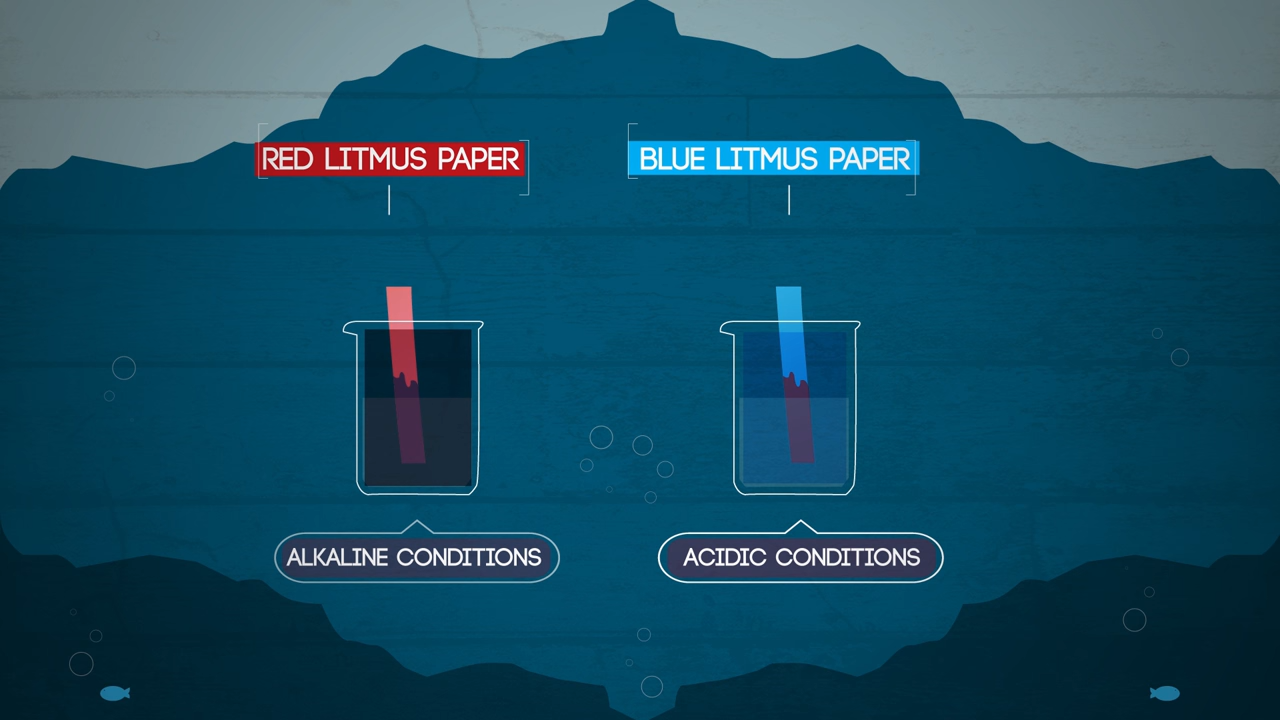 RED LITMUS PAPER
BLUE LITMUS PAPER
ALKALINE CONDITIONS
ACIDIC CONDITIONS